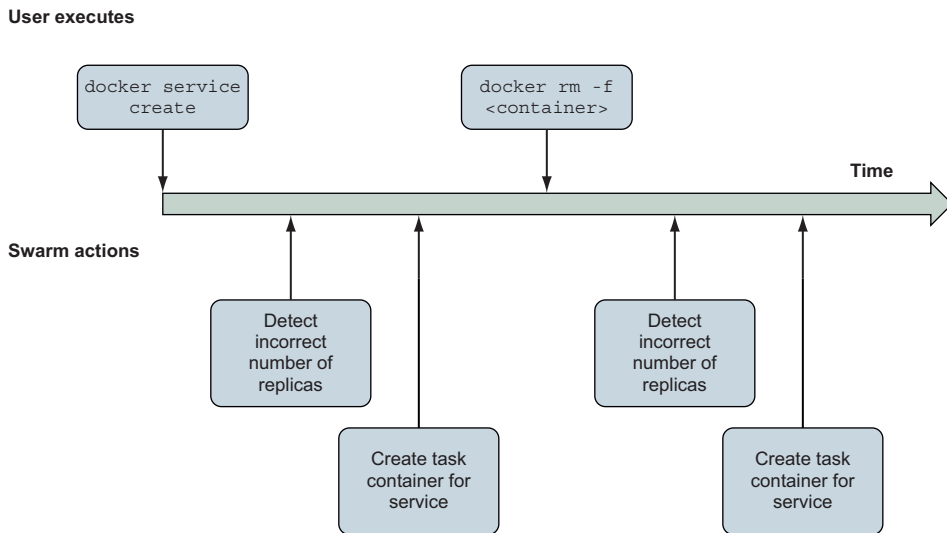 User executes
docker service
create
docker rm -f
<container>
Time
Swarm actions
Detect
incorrect
number of
replicas
Detect
incorrect
number of
replicas
Create task
container for
service
Create task
container for
service